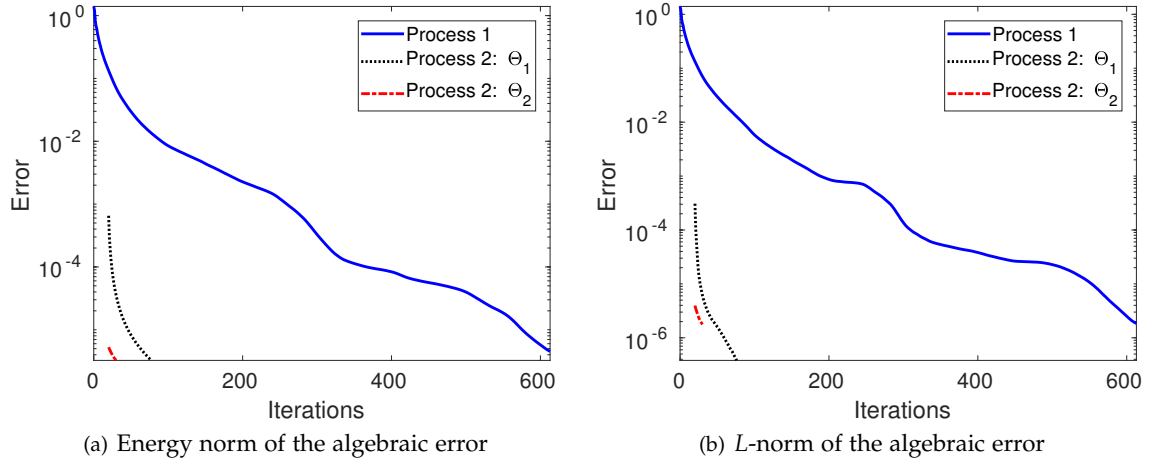 10^0
10^-2
10^-4
Error
0
200
400
600
Iterations
Process 1
Process 2: Θ_1
Process 2: Θ_2
(a) Energy norm of the algebraic error
10^0
10^-2
10^-4
10^-6
Error
0
200
400
600
Iterations
Process 1
Process 2: Θ_1
Process 2: Θ_2
(b) L-norm of the algebraic error